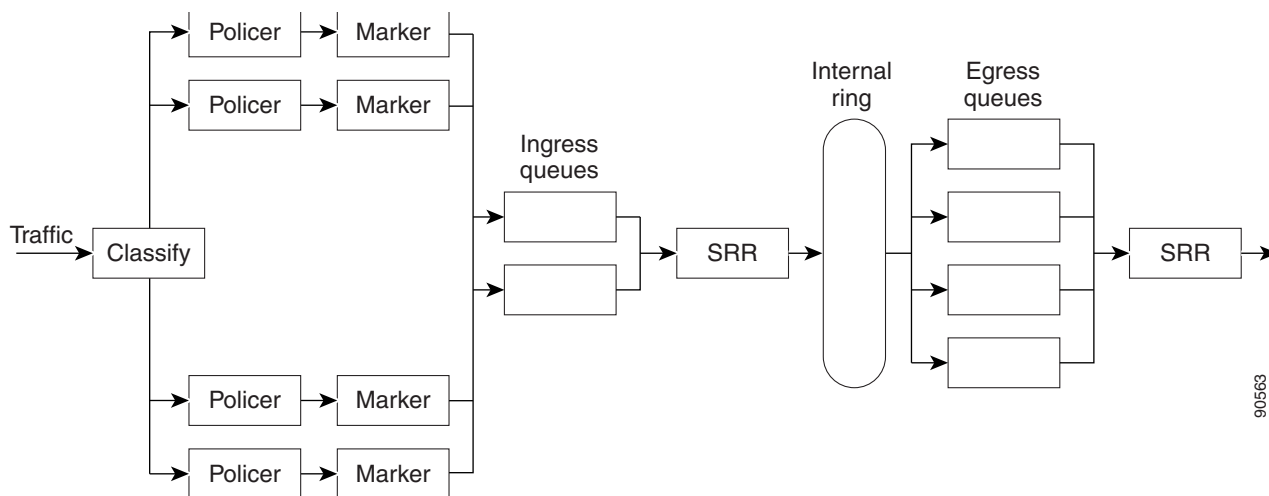 Policer
Marker
Policer
Marker
Internal
ring
Egress
queues
Ingress
queues
Traffic
Classify
SRR
SRR
Policer
Marker
Policer
Marker
90563